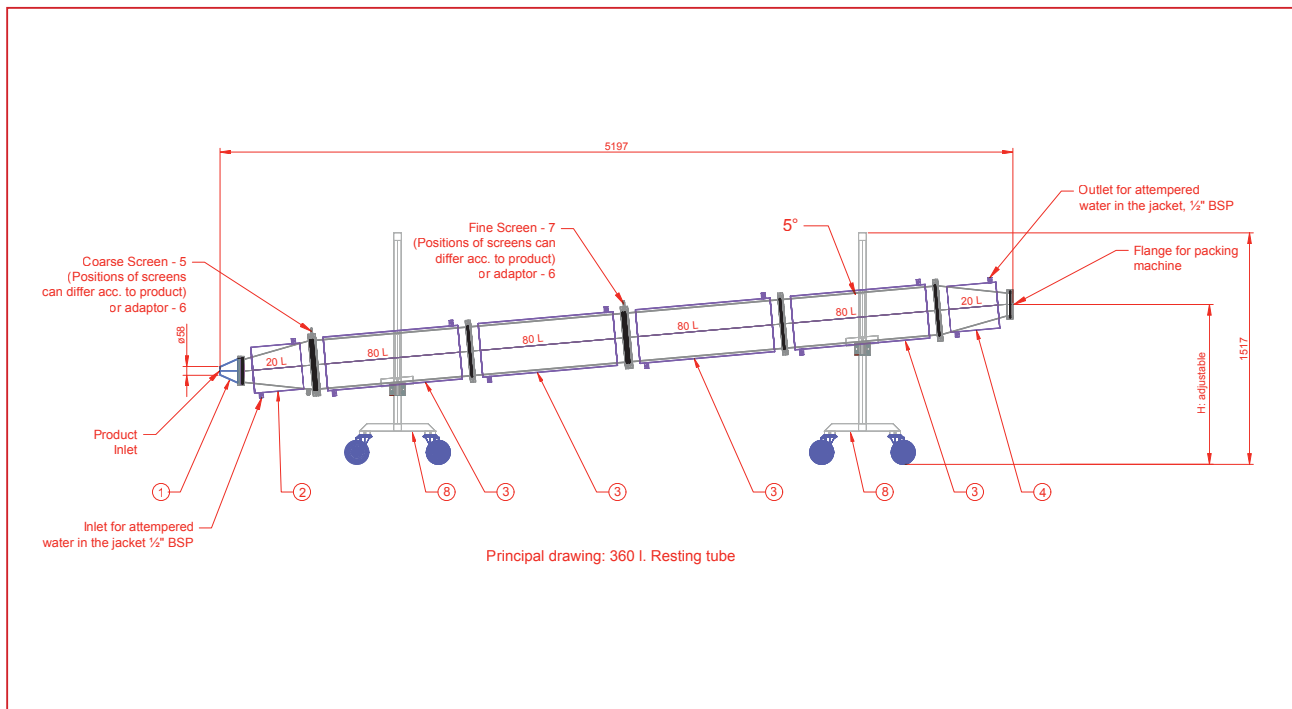 5197
Outlet for attempered
water in the jacket, ½" BSP
Fine Screen - 7
(Positions of screens can
differ acc. to product)
or adaptor - 6
5°
Flange for packing
machine
Coarse Screen - 5
(Positions of screens
can differ acc. to product)
or adaptor - 6
ø58
20 L
80 L
80 L
80 L
80 L
20 L
H: adjustable
1517
Product
Inlet
1
2
8
3
3
3
8
3
4
Inlet for attempered
water in the jacket ½" BSP
Principal drawing: 360 l. Resting tube